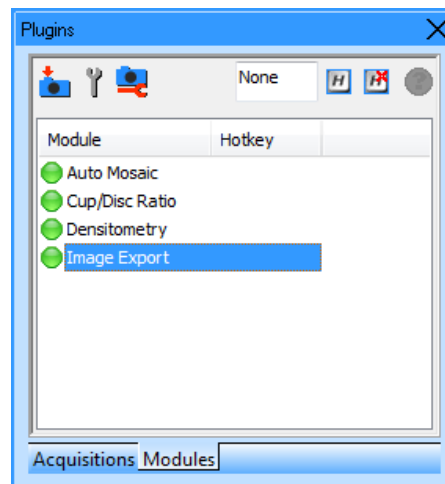 Plugins
None
H H
Module Hotkey
Auto Mosaic
Cup/Disc Ratio
Densitometry
Image Export
Acquisitions Modules